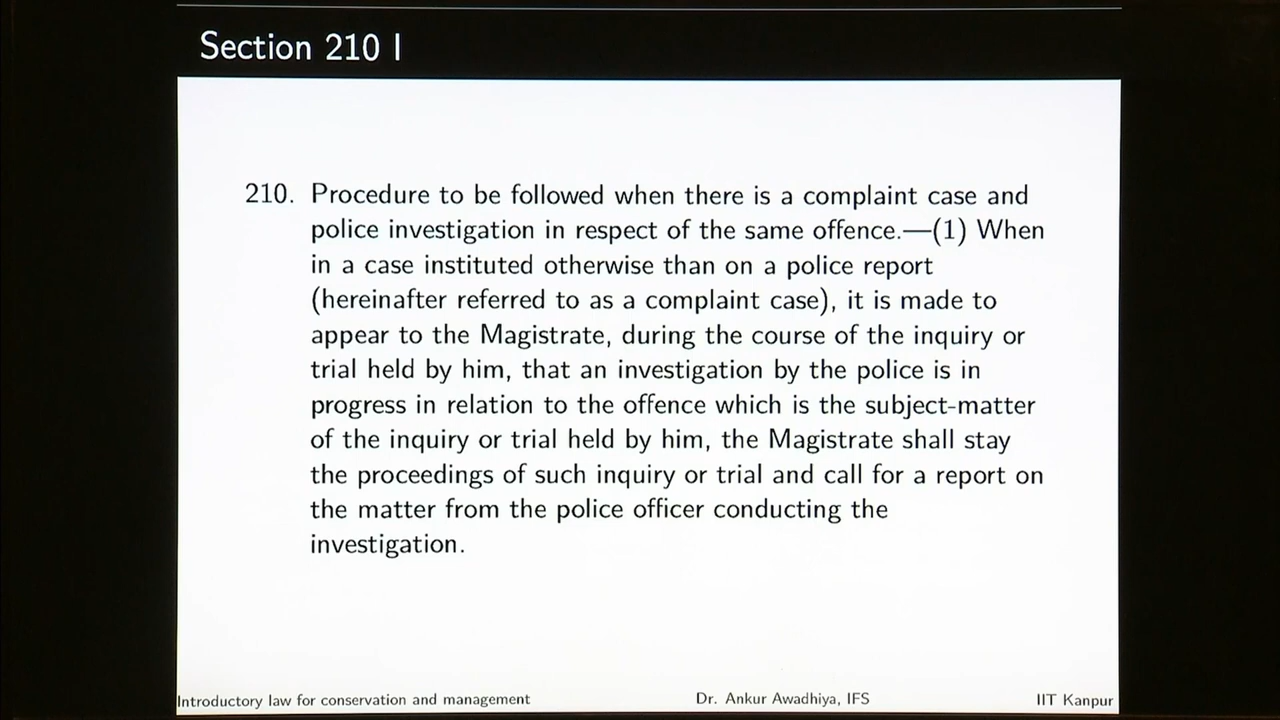 Section 210 I
210. Procedure to be followed when there is a complaint case and
police investigation in respect of the same offence.—(1) When
in a case instituted otherwise than on a police report
(hereinafter referred to as a complaint case), it is made to
appear to the Magistrate, during the course of the inquiry or
trial held by him, that an investigation by the police is in
progress in relation to the offence which is the subject-matter
of the inquiry or trial held by him, the Magistrate shall stay
the proceedings of such inquiry or trial and call for a report on
the matter from the police officer conducting the
investigation.
Introductory law for conservation and management Dr. Ankur Awadhiya, IFS IIT Kanpur